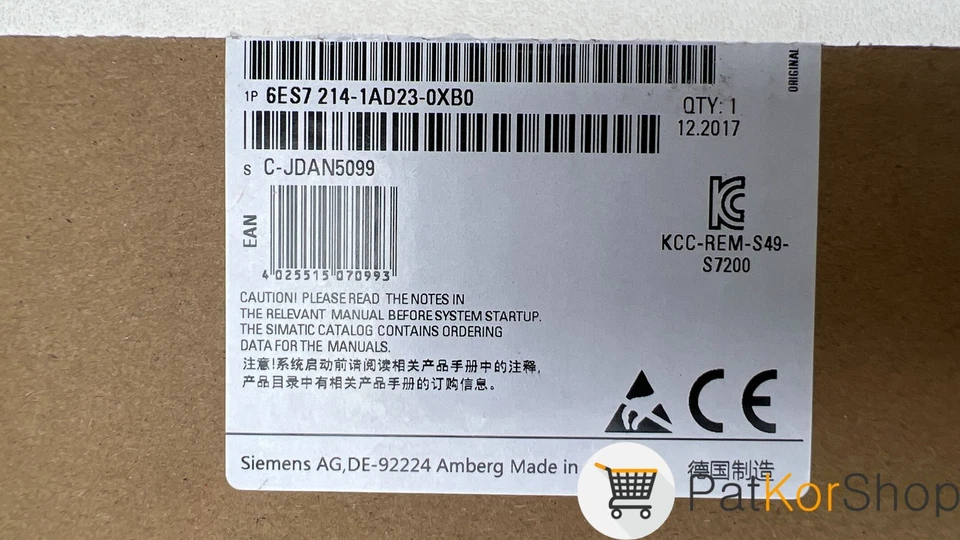 ORIGINAL
1P 6ES7 214-1AD23-0XB0
QTY: 1
12.2017
S C-JDAN5099
KCC-REM-S49-
S7200
EAN
4 025515 070993
CAUTION! PLEASE READ THE NOTES IN
THE RELEVANT MANUAL BEFORE SYSTEM STARTUP.
THE SIMATIC CATALOG CONTAINS ORDERING
DATA FOR THE MANUALS.
注意!系统启动前请阅读相关产品手册中的注释,
产品目录中有相关产品手册的订购信息。
CE
Siemens AG,DE-92224 Amberg Made in
德国制造
PatKorShop